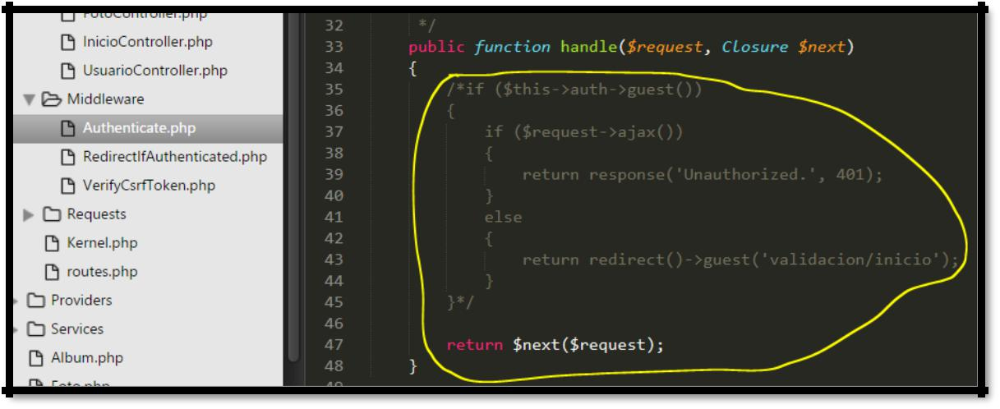 FotoController.php
InicioController.php
UsuarioController.php
Middleware
Authenticate.php
RedirectIfAuthenticated.php
VerifyCsrfToken.php
Requests
Kernel.php
routes.php
Providers
Services
Album.php
Foto.php
32 */
33 public function handle($request, Closure $next)
34 {
35 /*if ($this->auth->guest())
36 {
37 if ($request->ajax())
38 {
39 return response('Unauthorized.', 401);
40 }
41 else
42 {
43 return redirect()->guest('validacion/inicio');
44 }
45 }*/
46
47 return $next($request);
48 }
49